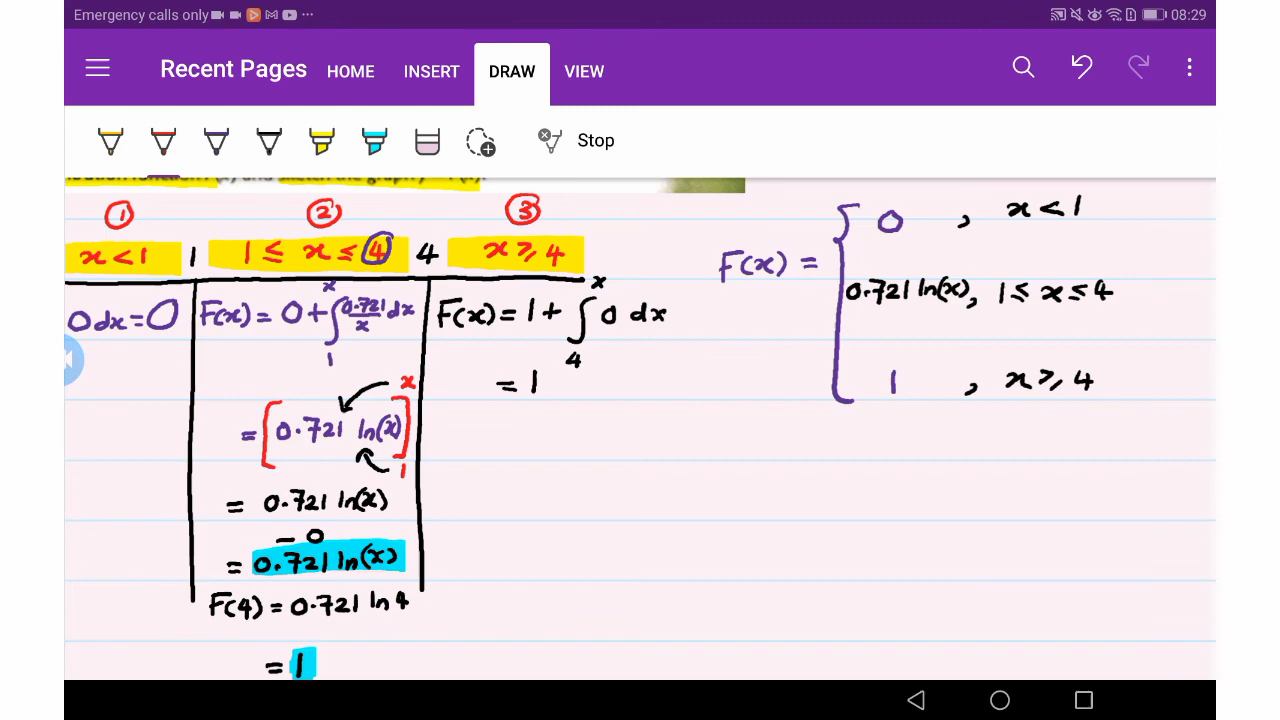 Emergency calls only ··· 08:29
Recent Pages HOME INSERT DRAW VIEW
Stop
① ② ③
x < 1 1 1 ≤ x ≤ 4 4 x ⩾ 4
0 dx = 0
F(x) = 0 + ∫₁ˣ 0.721/x dx
= [0.721 ln(x)]₁ˣ
= 0.721 ln(x)
- 0
= 0.721 ln(x)
F(4) = 0.721 ln 4
= 1
F(x) = 1 + ∫₄ˣ 0 dx
= 1
F(x) = { 0 , x < 1
0.721 ln(x), 1 ≤ x ≤ 4
1 , x ⩾ 4